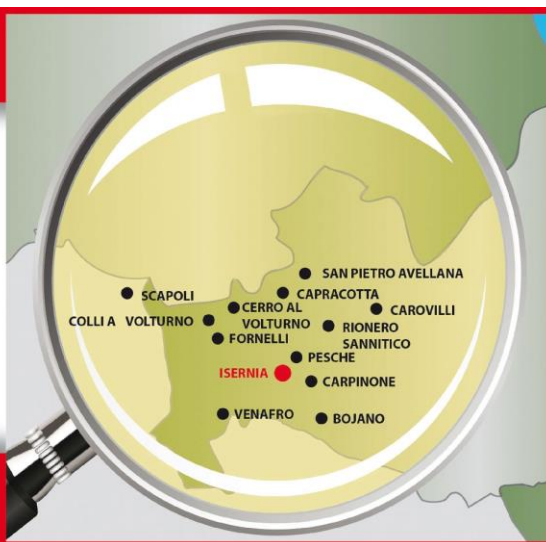 SAN PIETRO AVELLANA
SCAPOLI
CAPRACOTTA
COLLI A VOLTURNO
CERRO AL
VOLTURNO
CAROVILLI
RIONERO
SANNITICO
FORNELLI
PESCHE
ISERNIA
CARPINONE
VENAFRO
BOJANO